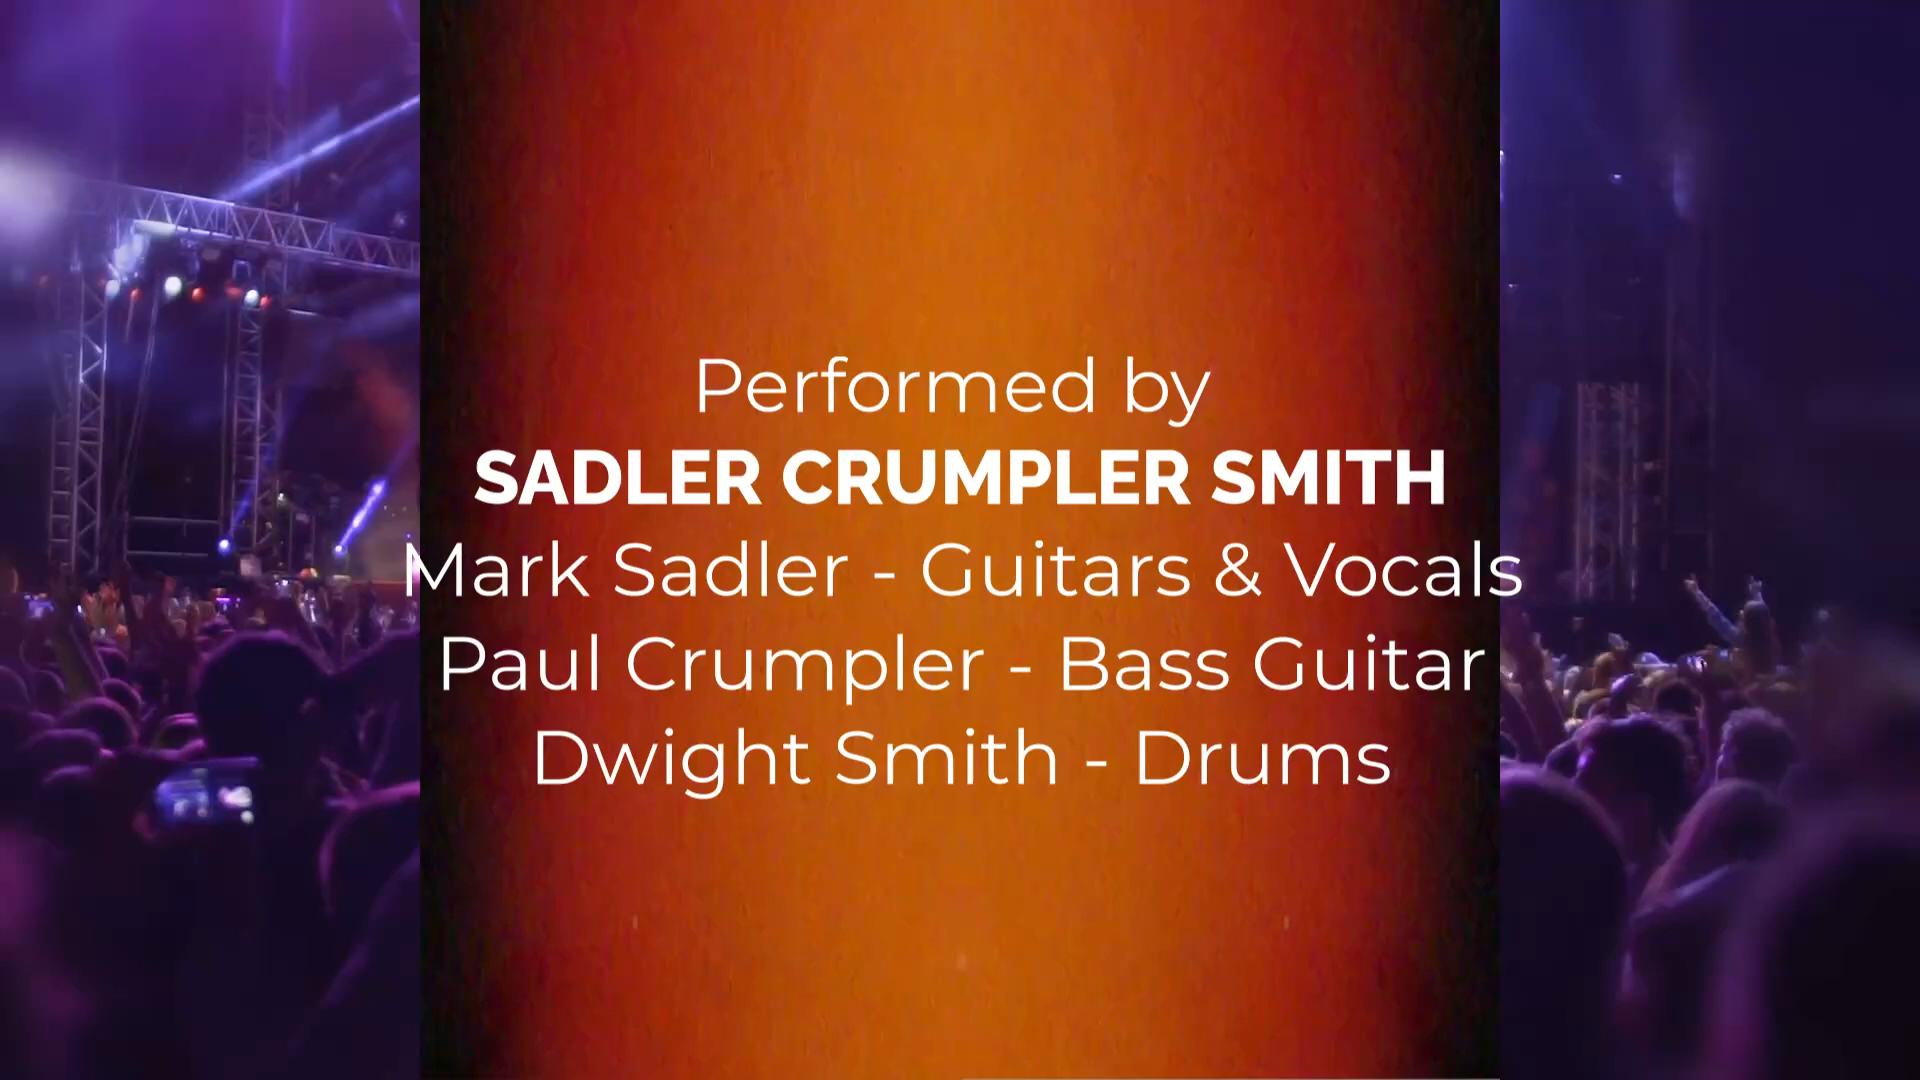 Performed by
SADLER CRUMPLER SMITH
Mark Sadler - Guitars & Vocals
Paul Crumpler - Bass Guitar
Dwight Smith - Drums